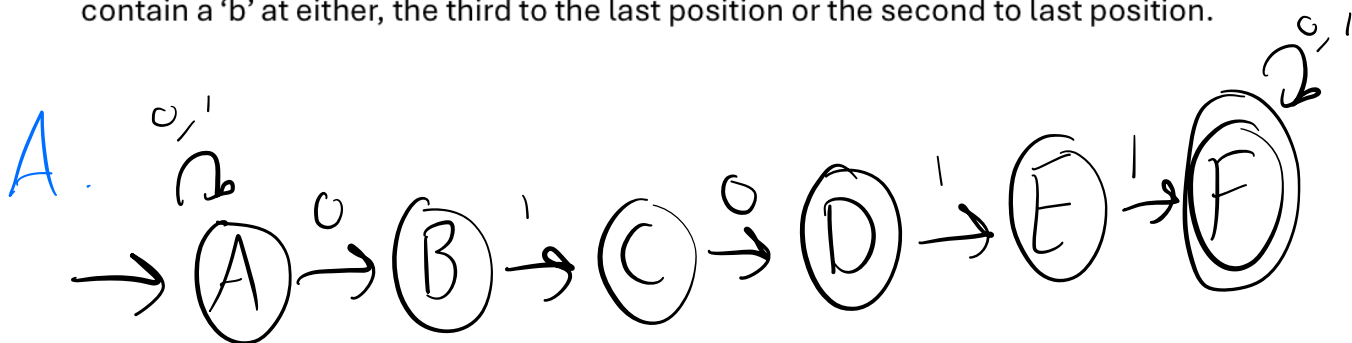 contain a ‘b’ at either, the third to the last position or the second to last position.
A.
0, 1
0, 1
0
1
0
1
1
A
B
C
D
E
F